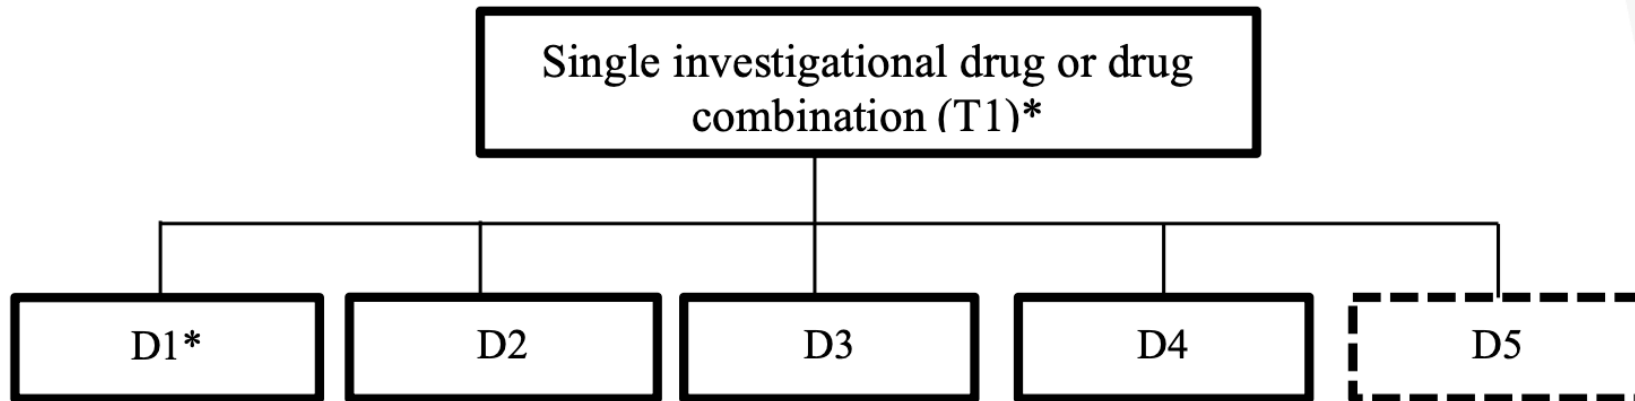 Single investigational drug or drug
combination (T1)*
D1*
D2
D3
D4
D5